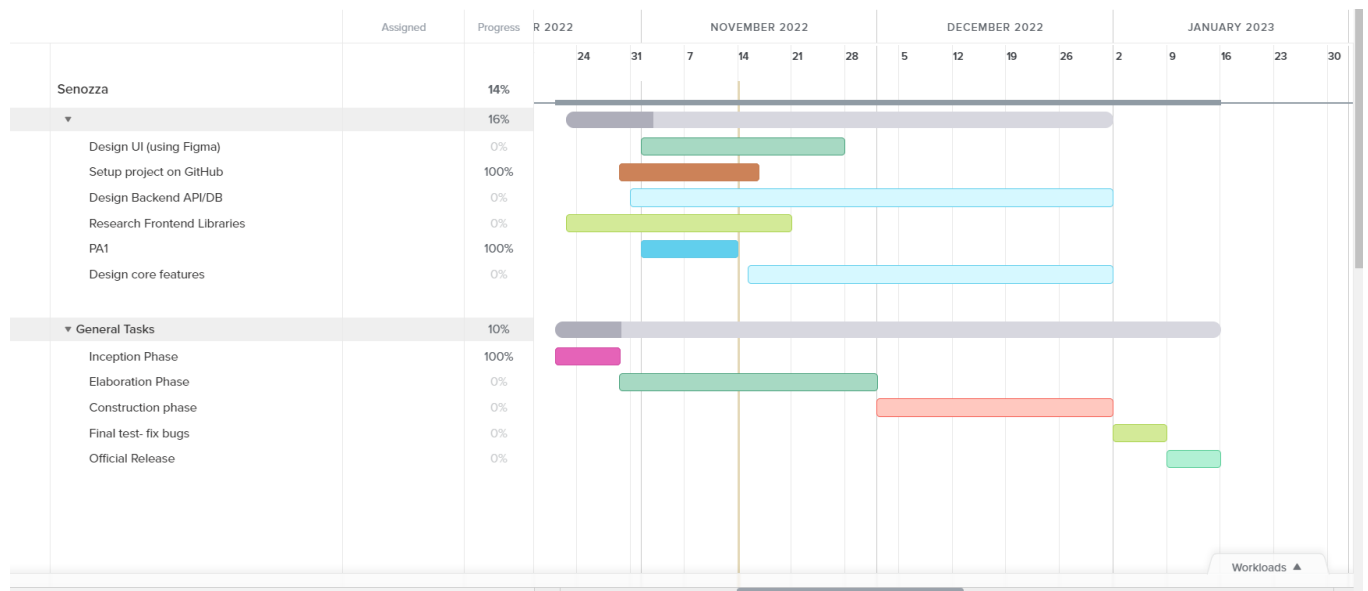 Assigned Progress R 2022 NOVEMBER 2022 DECEMBER 2022 JANUARY 2023
24 31 7 14 21 28 5 12 19 26 2 9 16 23 30
Senozza 14%
16%
Design UI (using Figma) 0%
Setup project on GitHub 100%
Design Backend API/DB 0%
Research Frontend Libraries 0%
PA1 100%
Design core features 0%
General Tasks 10%
Inception Phase 100%
Elaboration Phase 0%
Construction phase 0%
Final test- fix bugs 0%
Official Release 0%
Workloads